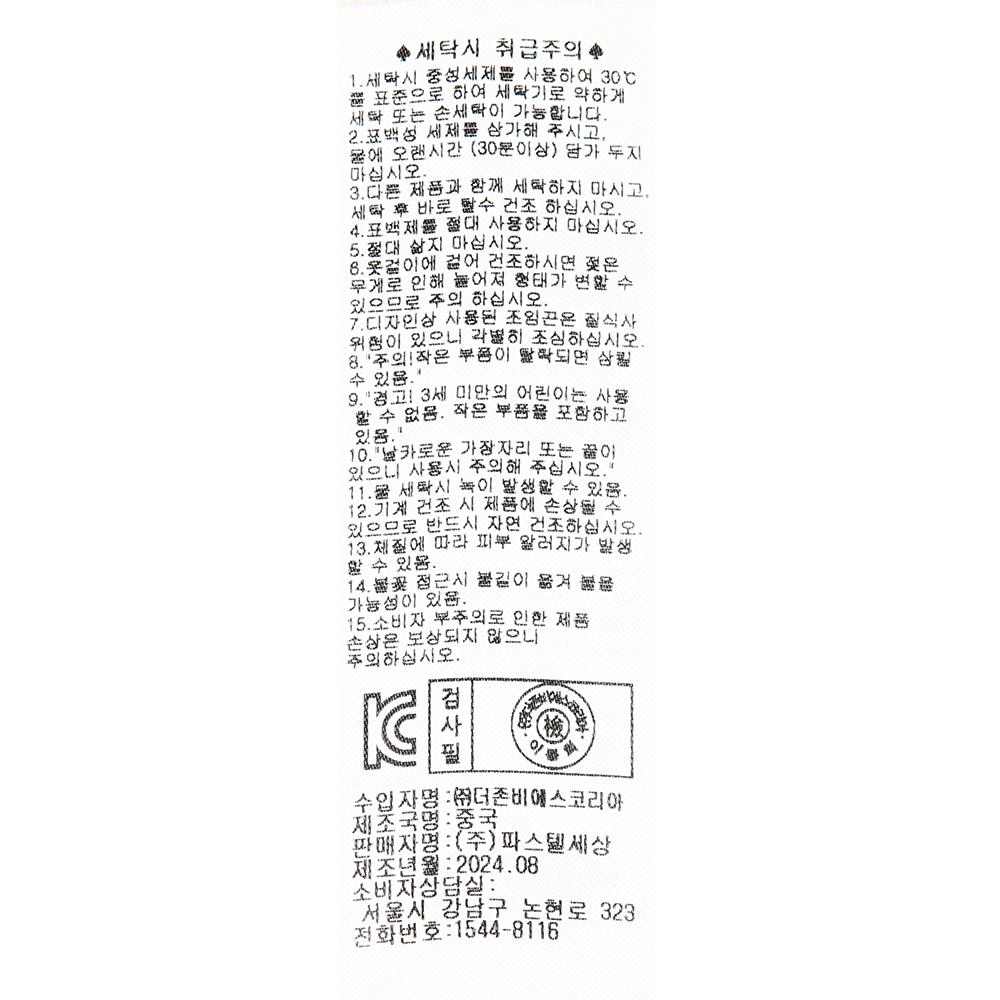 ♠세탁시 취급주의♠
1.세탁시 중성세제를 사용하여 30℃
를 표준으로 하여 세탁기로 약하게
세탁 또는 손세탁이 가능합니다.
2.표백성 세제를 삼가해 주시고,
물에 오랜시간 (30분이상) 담가 두지
마십시오.
3.다른 제품과 함께 세탁하지 마시고,
세탁 후 바로 탈수 건조 하십시오.
4.표백제를 절대 사용하지 마십시오.
5.절대 삶지 마십시오.
6.옷걸이에 걸어 건조하시면 젖은
무게로 인해 늘어져 형태가 변할 수
있으므로 주의 하십시오.
7.디자인상 사용된 조임끈은 질식사
위험이 있으니 각별히 조심하십시오.
8."주의!작은 부품이 탈락되면 삼킬
수 있음."
9."경고! 3세 미만의 어린이는 사용
할 수 없음. 작은 부품을 포함하고
있음."
10."날카로운 가장자리 또는 끝이
있으니 사용시 주의해 주십시오."
11.물 세탁시 녹이 발생할 수 있음.
12.기계 건조 시 제품에 손상될 수
있으므로 반드시 자연 건조하십시오.
13.체질에 따라 피부 알러지가 발생
할 수 있음.
14.불꽃 접근시 불길이 옮겨 붙을
가능성이 있음.
15.소비자 부주의로 인한 제품
손상은 보상되지 않으니
주의하십시오.
KC
검사필
檢
수입자명:㈜더존비에스코리아
제조국명:중국
판매자명:(주)파스텔세상
제조년월:2024.08
소비자상담실:
서울시 강남구 논현로 323
전화번호:1544-8116